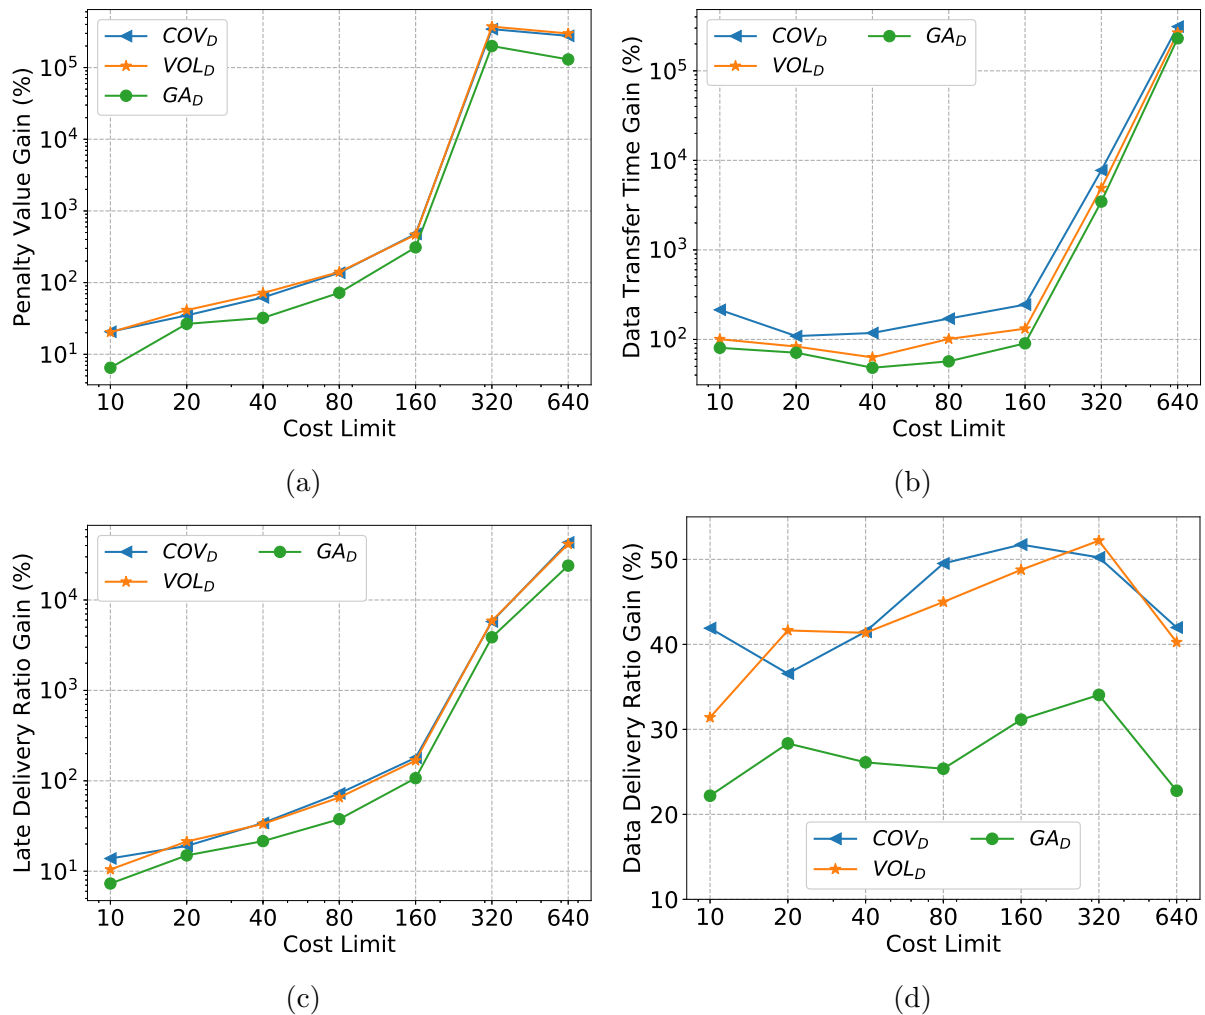 COV_D
VOL_D
GA_D
Penalty Value Gain (%)
10^5
10^4
10^3
10^2
10^1
10 20 40 80 160 320 640
Cost Limit
(a)
COV_D GA_D
VOL_D
Data Transfer Time Gain (%)
10^5
10^4
10^3
10^2
10 20 40 80 160 320 640
Cost Limit
(b)
COV_D GA_D
VOL_D
Late Delivery Ratio Gain (%)
10^4
10^3
10^2
10^1
10 20 40 80 160 320 640
Cost Limit
(c)
Data Delivery Ratio Gain (%)
50
40
30
20
10
COV_D GA_D
VOL_D
10 20 40 80 160 320 640
Cost Limit
(d)